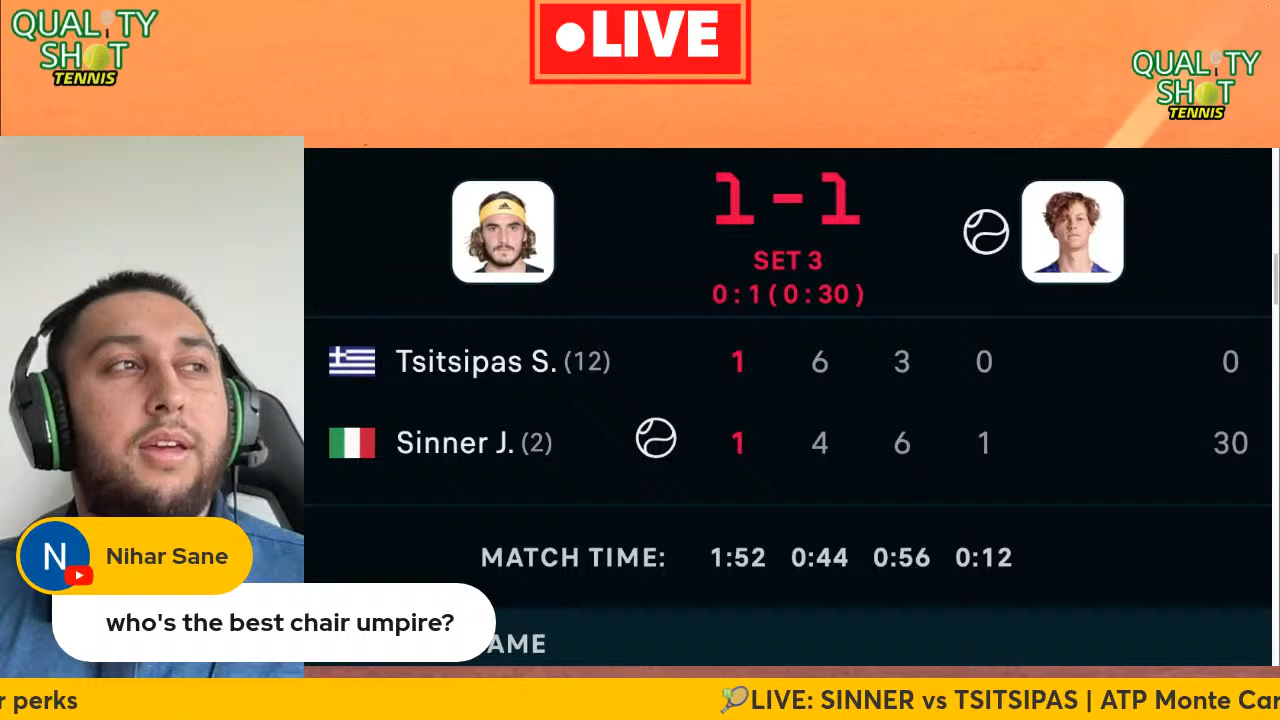 QUALITY
SHOT
TENNIS
LIVE
QUALITY
SHOT
TENNIS
1-1
SET 3
0:1(0:30)
Tsitsipas S. (12) 1 6 3 0 0
Sinner J. (2) 1 4 6 1 30
MATCH TIME: 1:52 0:44 0:56 0:12
AME
N Nihar Sane
who's the best chair umpire?
r perks
LIVE: SINNER vs TSITSIPAS | ATP Monte Car